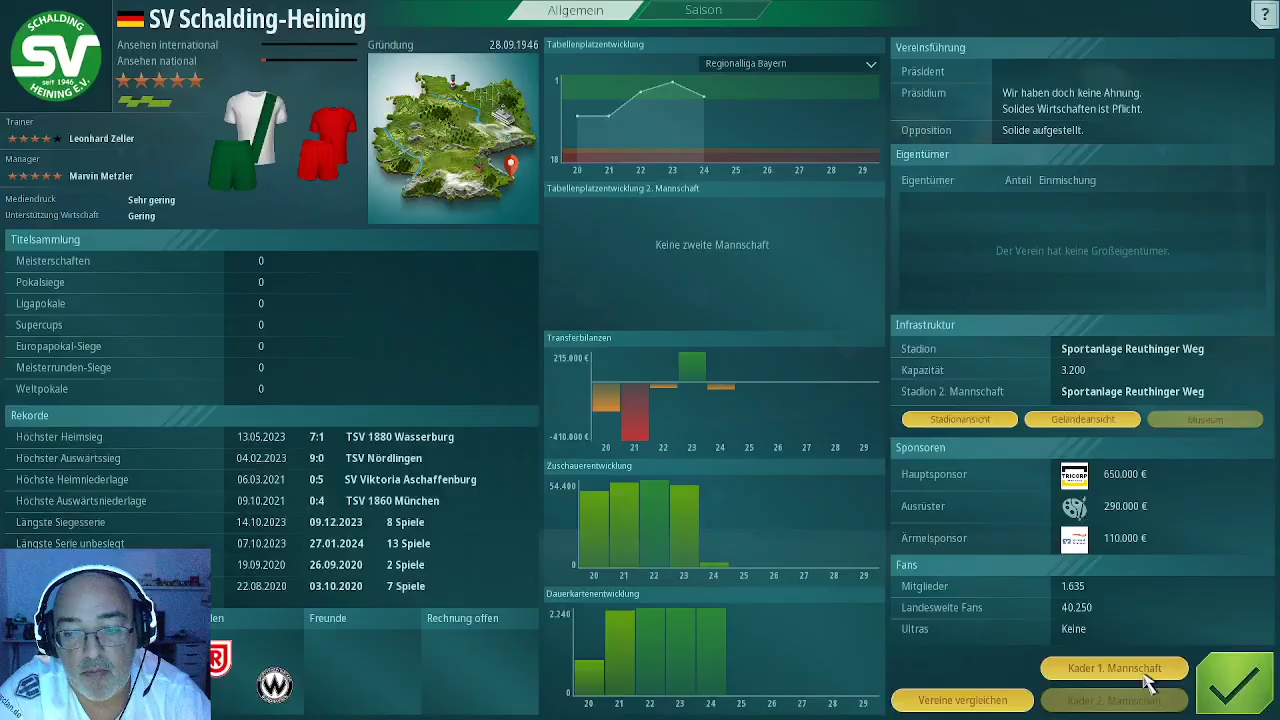 SV Schalding-Heining
Allgemein
Saison
?
SCHALDING
SV
seit 1946
HEINING E.V.
Ansehen international
Ansehen national
Gründung
28.09.1946
Trainer
Leonhard Zeller
Manager
Marvin Metzler
Mediendruck
Sehr gering
Unterstützung Wirtschaft
Gering
Titelsammlung
Meisterschaften 0
Pokalsiege 0
Ligapokale 0
Supercups 0
Europapokal-Siege 0
Meisterrunden-Siege 0
Weltpokale 0
Rekorde
Höchster Heimsieg 13.05.2023 7:1 TSV 1880 Wasserburg
Höchster Auswärtssieg 04.02.2023 9:0 TSV Nördlingen
Höchste Heimniederlage 06.03.2021 0:5 SV Viktoria Aschaffenburg
Höchste Auswärtsniederlage 09.10.2021 0:4 TSV 1860 München
Längste Siegesserie 14.10.2023 09.12.2023 8 Spiele
Längste Serie unbesiegt 07.10.2023 27.01.2024 13 Spiele
19.09.2020 26.09.2020 2 Spiele
22.08.2020 03.10.2020 7 Spiele
len
Freunde
Rechnung offen
Tabellenplatzentwicklung
Regionalliga Bayern
1
18
20 21 22 23 24 25 26 27 28 29
Tabellenplatzentwicklung 2. Mannschaft
Keine zweite Mannschaft
Transferbilanzen
215.000 €
-410.000 €
20 21 22 23 24 25 26 27 28 29
Zuschauerentwicklung
54.400
0
20 21 22 23 24 25 26 27 28 29
Dauerkartenentwicklung
2.240
0
20 21 22 23 24 25 26 27 28 29
Vereinsführung
Präsident
Präsidium
Wir haben doch keine Ahnung.
Solides Wirtschaften ist Pflicht.
Opposition
Solide aufgestellt.
Eigentümer
Eigentümer Anteil Einmischung
Der Verein hat keine Großeigentümer.
Infrastruktur
Stadion Sportanlage Reuthinger Weg
Kapazität 3.200
Stadion 2. Mannschaft Sportanlage Reuthinger Weg
Stadionansicht
Geländeansicht
Museum
Sponsoren
Hauptsponsor TRICORP 650.000 €
Ausrüster 290.000 €
Ärmelsponsor 110.000 €
Fans
Mitglieder 1.635
Landesweite Fans 40.250
Ultras Keine
Kader 1. Mannschaft
Vereine vergleichen
Kader 2. Mannschaft